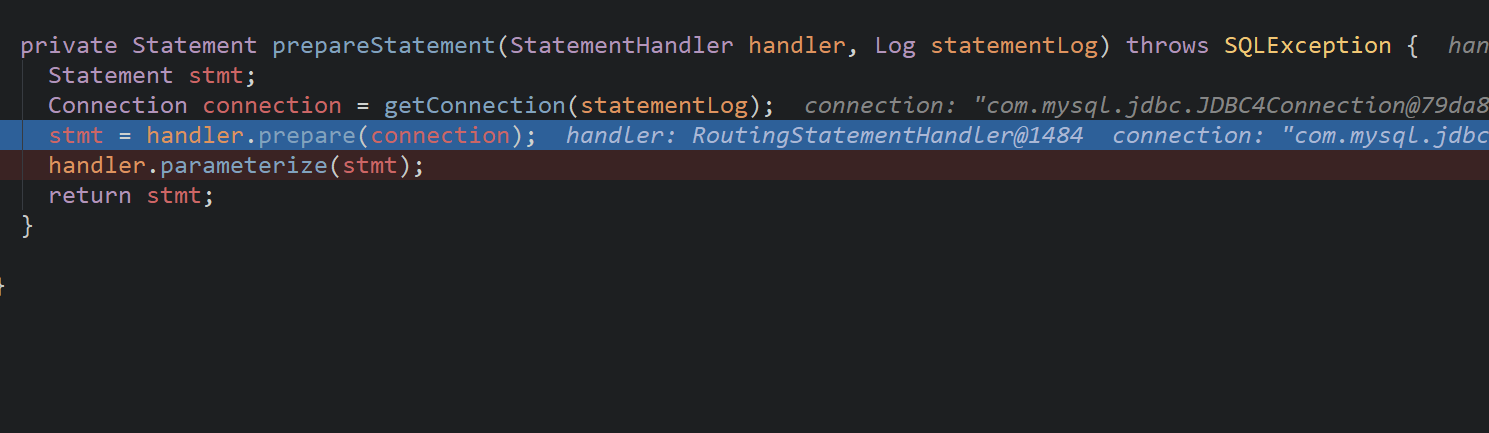 private Statement prepareStatement(StatementHandler handler, Log statementLog) throws SQLException {  han
Statement stmt;
Connection connection = getConnection(statementLog);  connection: "com.mysql.jdbc.JDBC4Connection@79da8
stmt = handler.prepare(connection);  handler: RoutingStatementHandler@1484  connection: "com.mysql.jdbc
handler.parameterize(stmt);
return stmt;
}
}